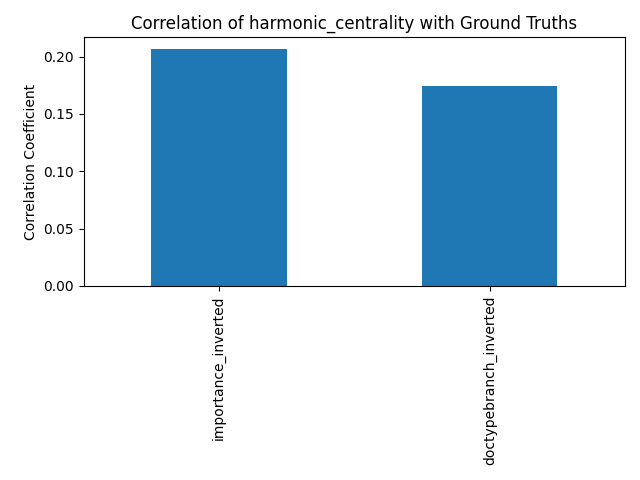 Correlation of harmonic_centrality with Ground Truths
Correlation Coefficient
0.20
0.15
0.10
0.05
0.00
importance_inverted
doctypebranch_inverted